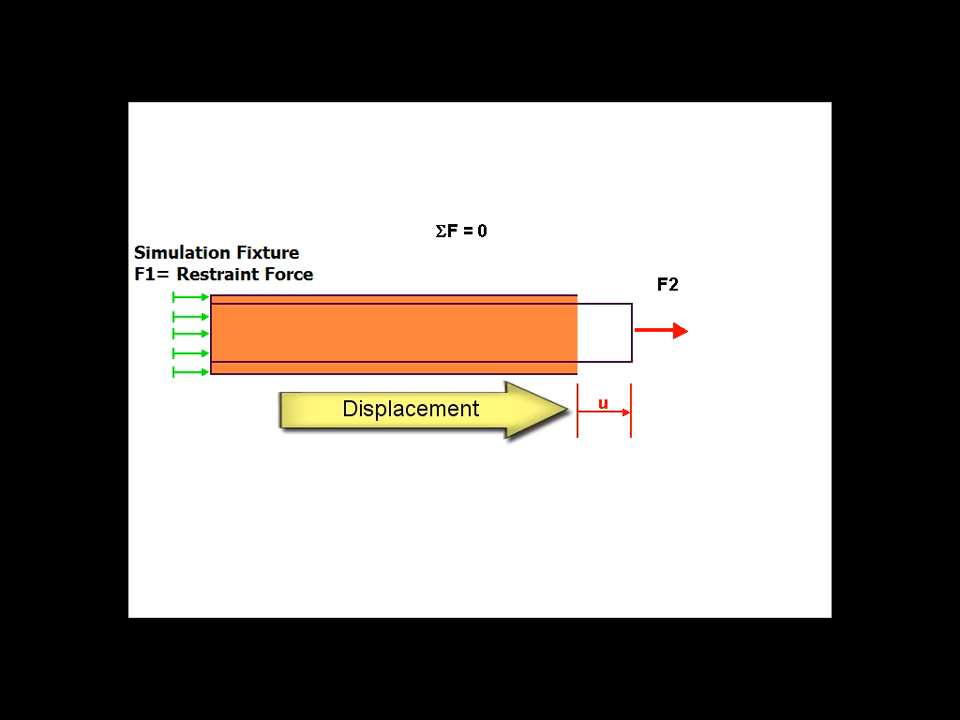 ΣF = 0
Simulation Fixture
F1= Restraint Force
F2
Displacement
u